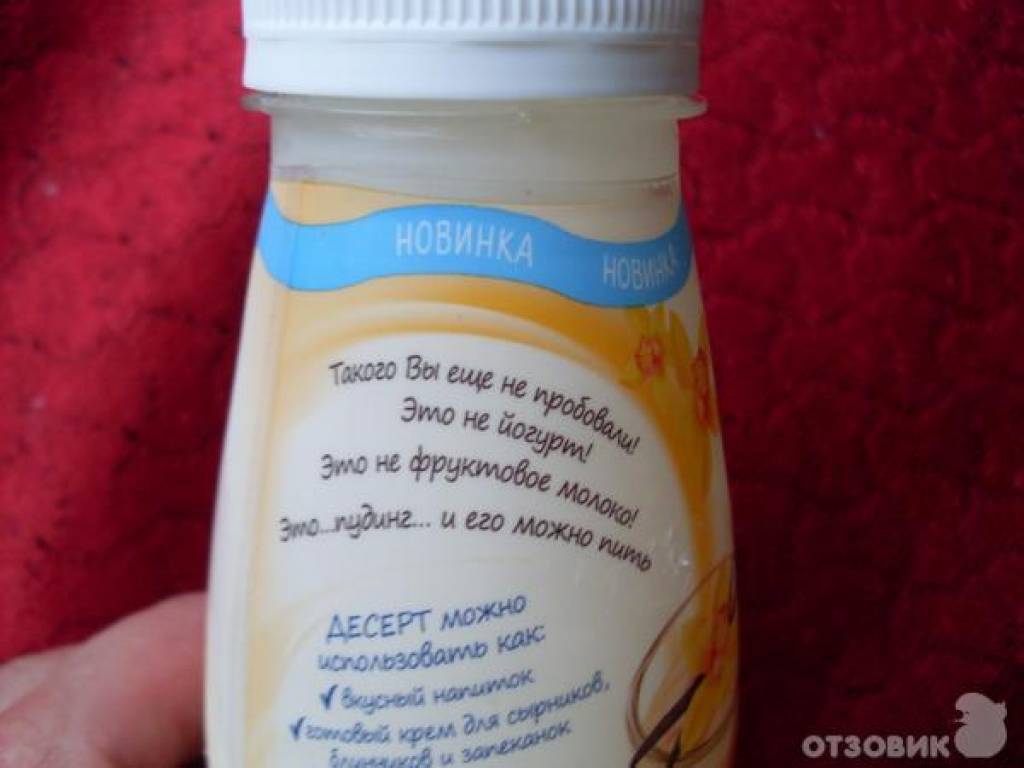 НОВИНКА НОВИНКА
Такого Вы еще не пробовали!
Это не йогурт!
Это не фруктовое молоко!
Это...пудинг... и его можно пить
ДЕСЕРТ можно
использовать как:
✓ вкусный напиток
✓ готовый крем для сырников,
блинчиков и запеканок
ОТЗОВИК